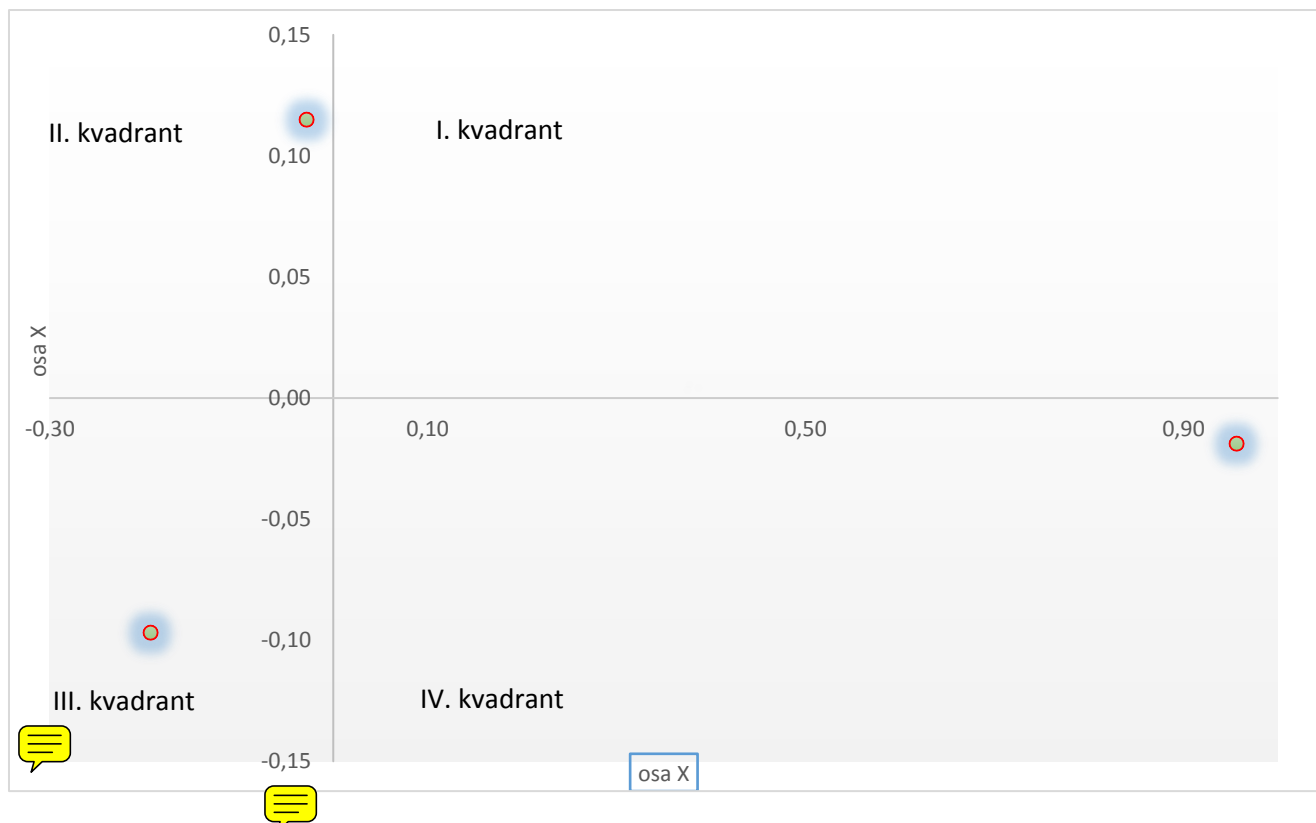 0,15
II. kvadrant
I. kvadrant
0,10
0,05
osa X
0,00
-0,30
0,10
0,50
0,90
-0,05
-0,10
III. kvadrant
IV. kvadrant
-0,15
osa X